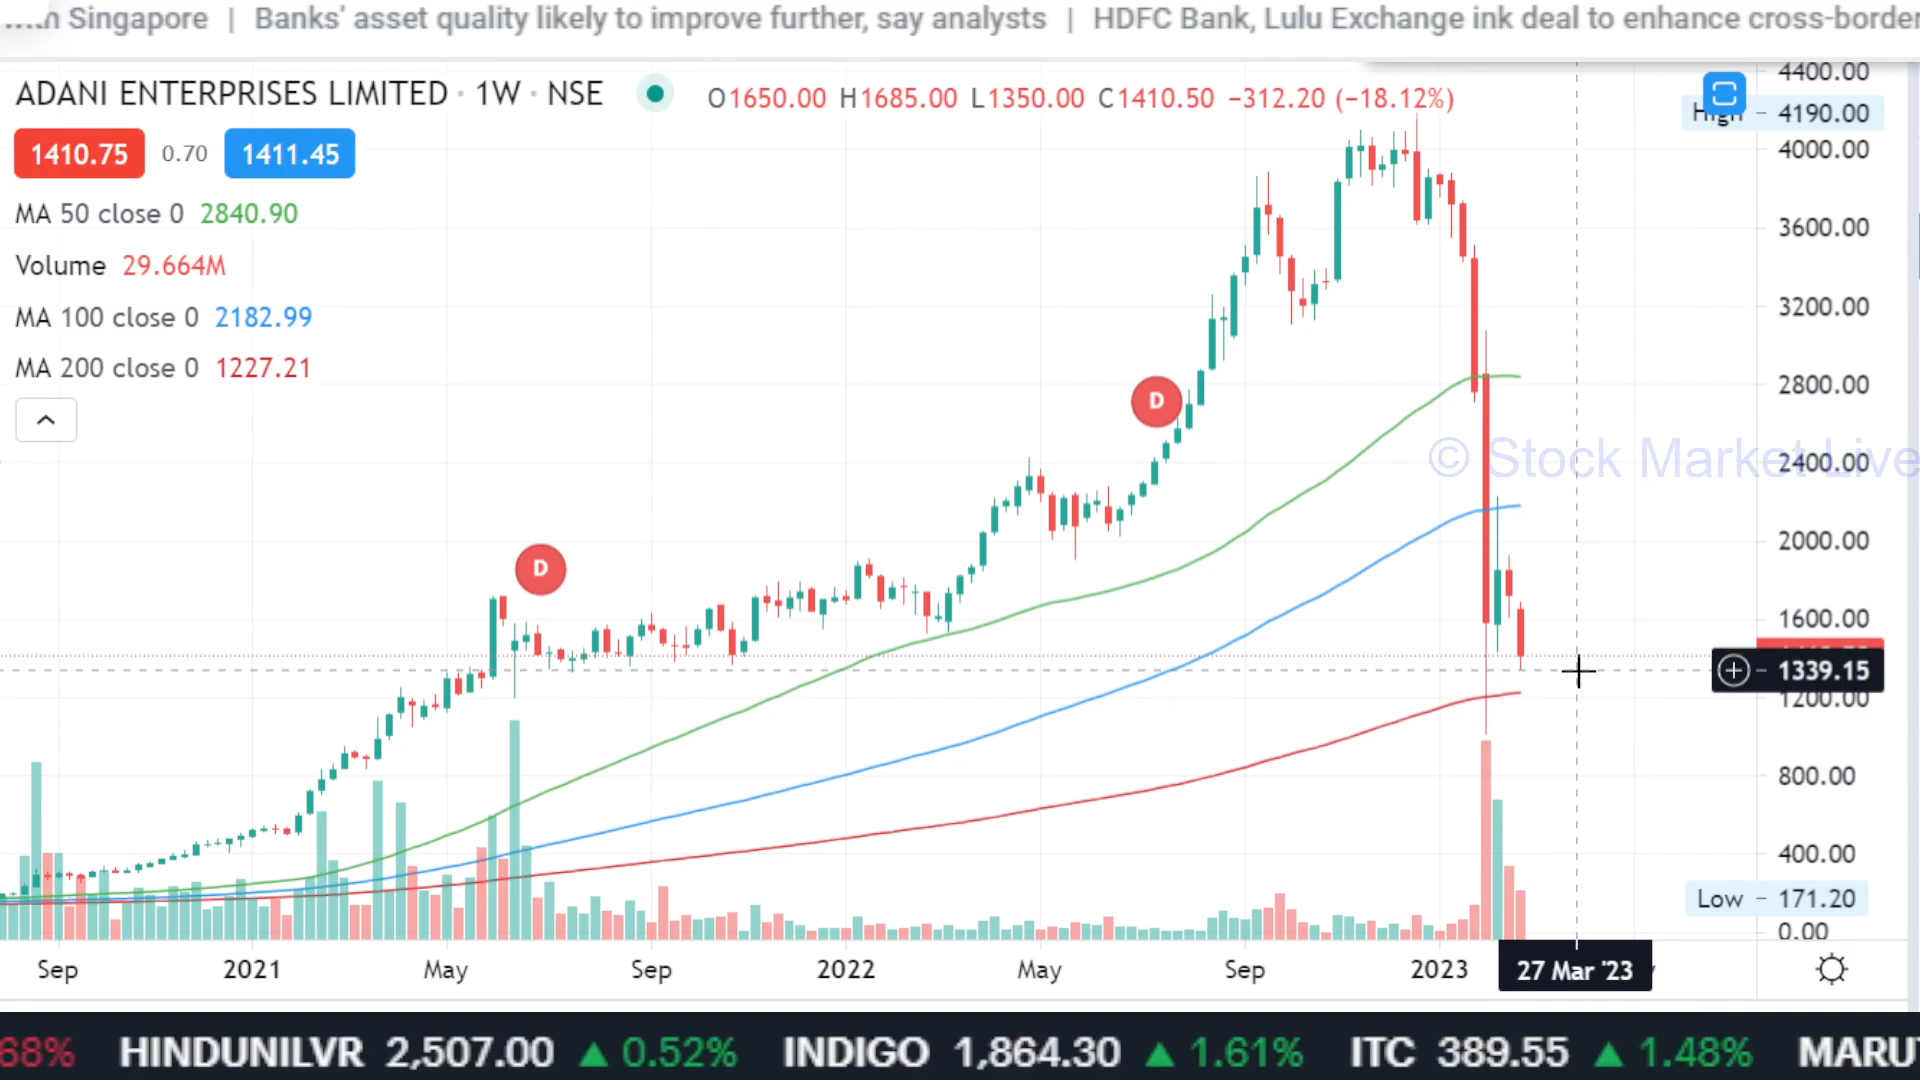 Singapore | Banks' asset quality likely to improve further, say analysts | HDFC Bank, Lulu Exchange ink deal to enhance cross-border
ADANI ENTERPRISES LIMITED · 1W · NSE
O1650.00 H1685.00 L1350.00 C1410.50 −312.20 (−18.12%)
1410.75 0.70 1411.45
MA 50 close 0 2840.90
Volume 29.664M
MA 100 close 0 2182.99
MA 200 close 0 1227.21
D
D
© Stock Market Live
4400.00
High - 4190.00
4000.00
3600.00
3200.00
2800.00
2400.00
2000.00
1600.00
1339.15
1200.00
800.00
400.00
Low - 171.20
0.00
Sep 2021 May Sep 2022 May Sep 2023 27 Mar '23
68% HINDUNILVR 2,507.00 ▲ 0.52% INDIGO 1,864.30 ▲ 1.61% ITC 389.55 ▲ 1.48% MARU